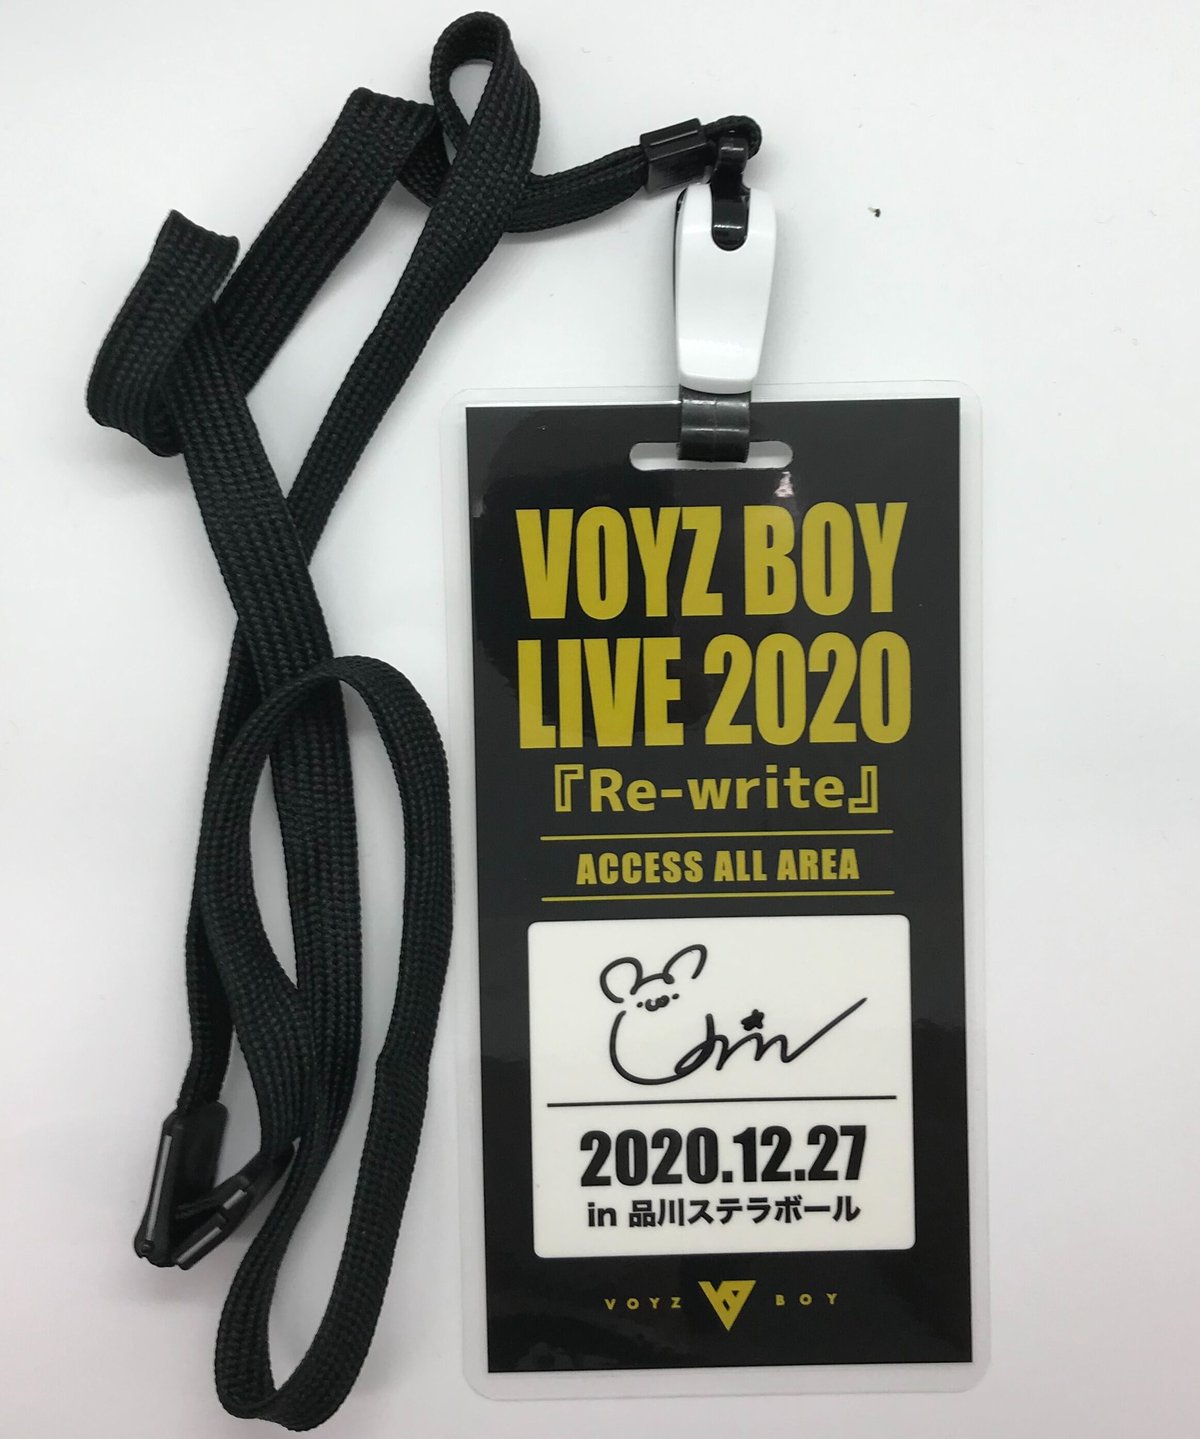 VOYZ BOY
LIVE 2020
『Re-write』
ACCESS ALL AREA
2020.12.27
in 品川ステラボール
VOYZ BOY